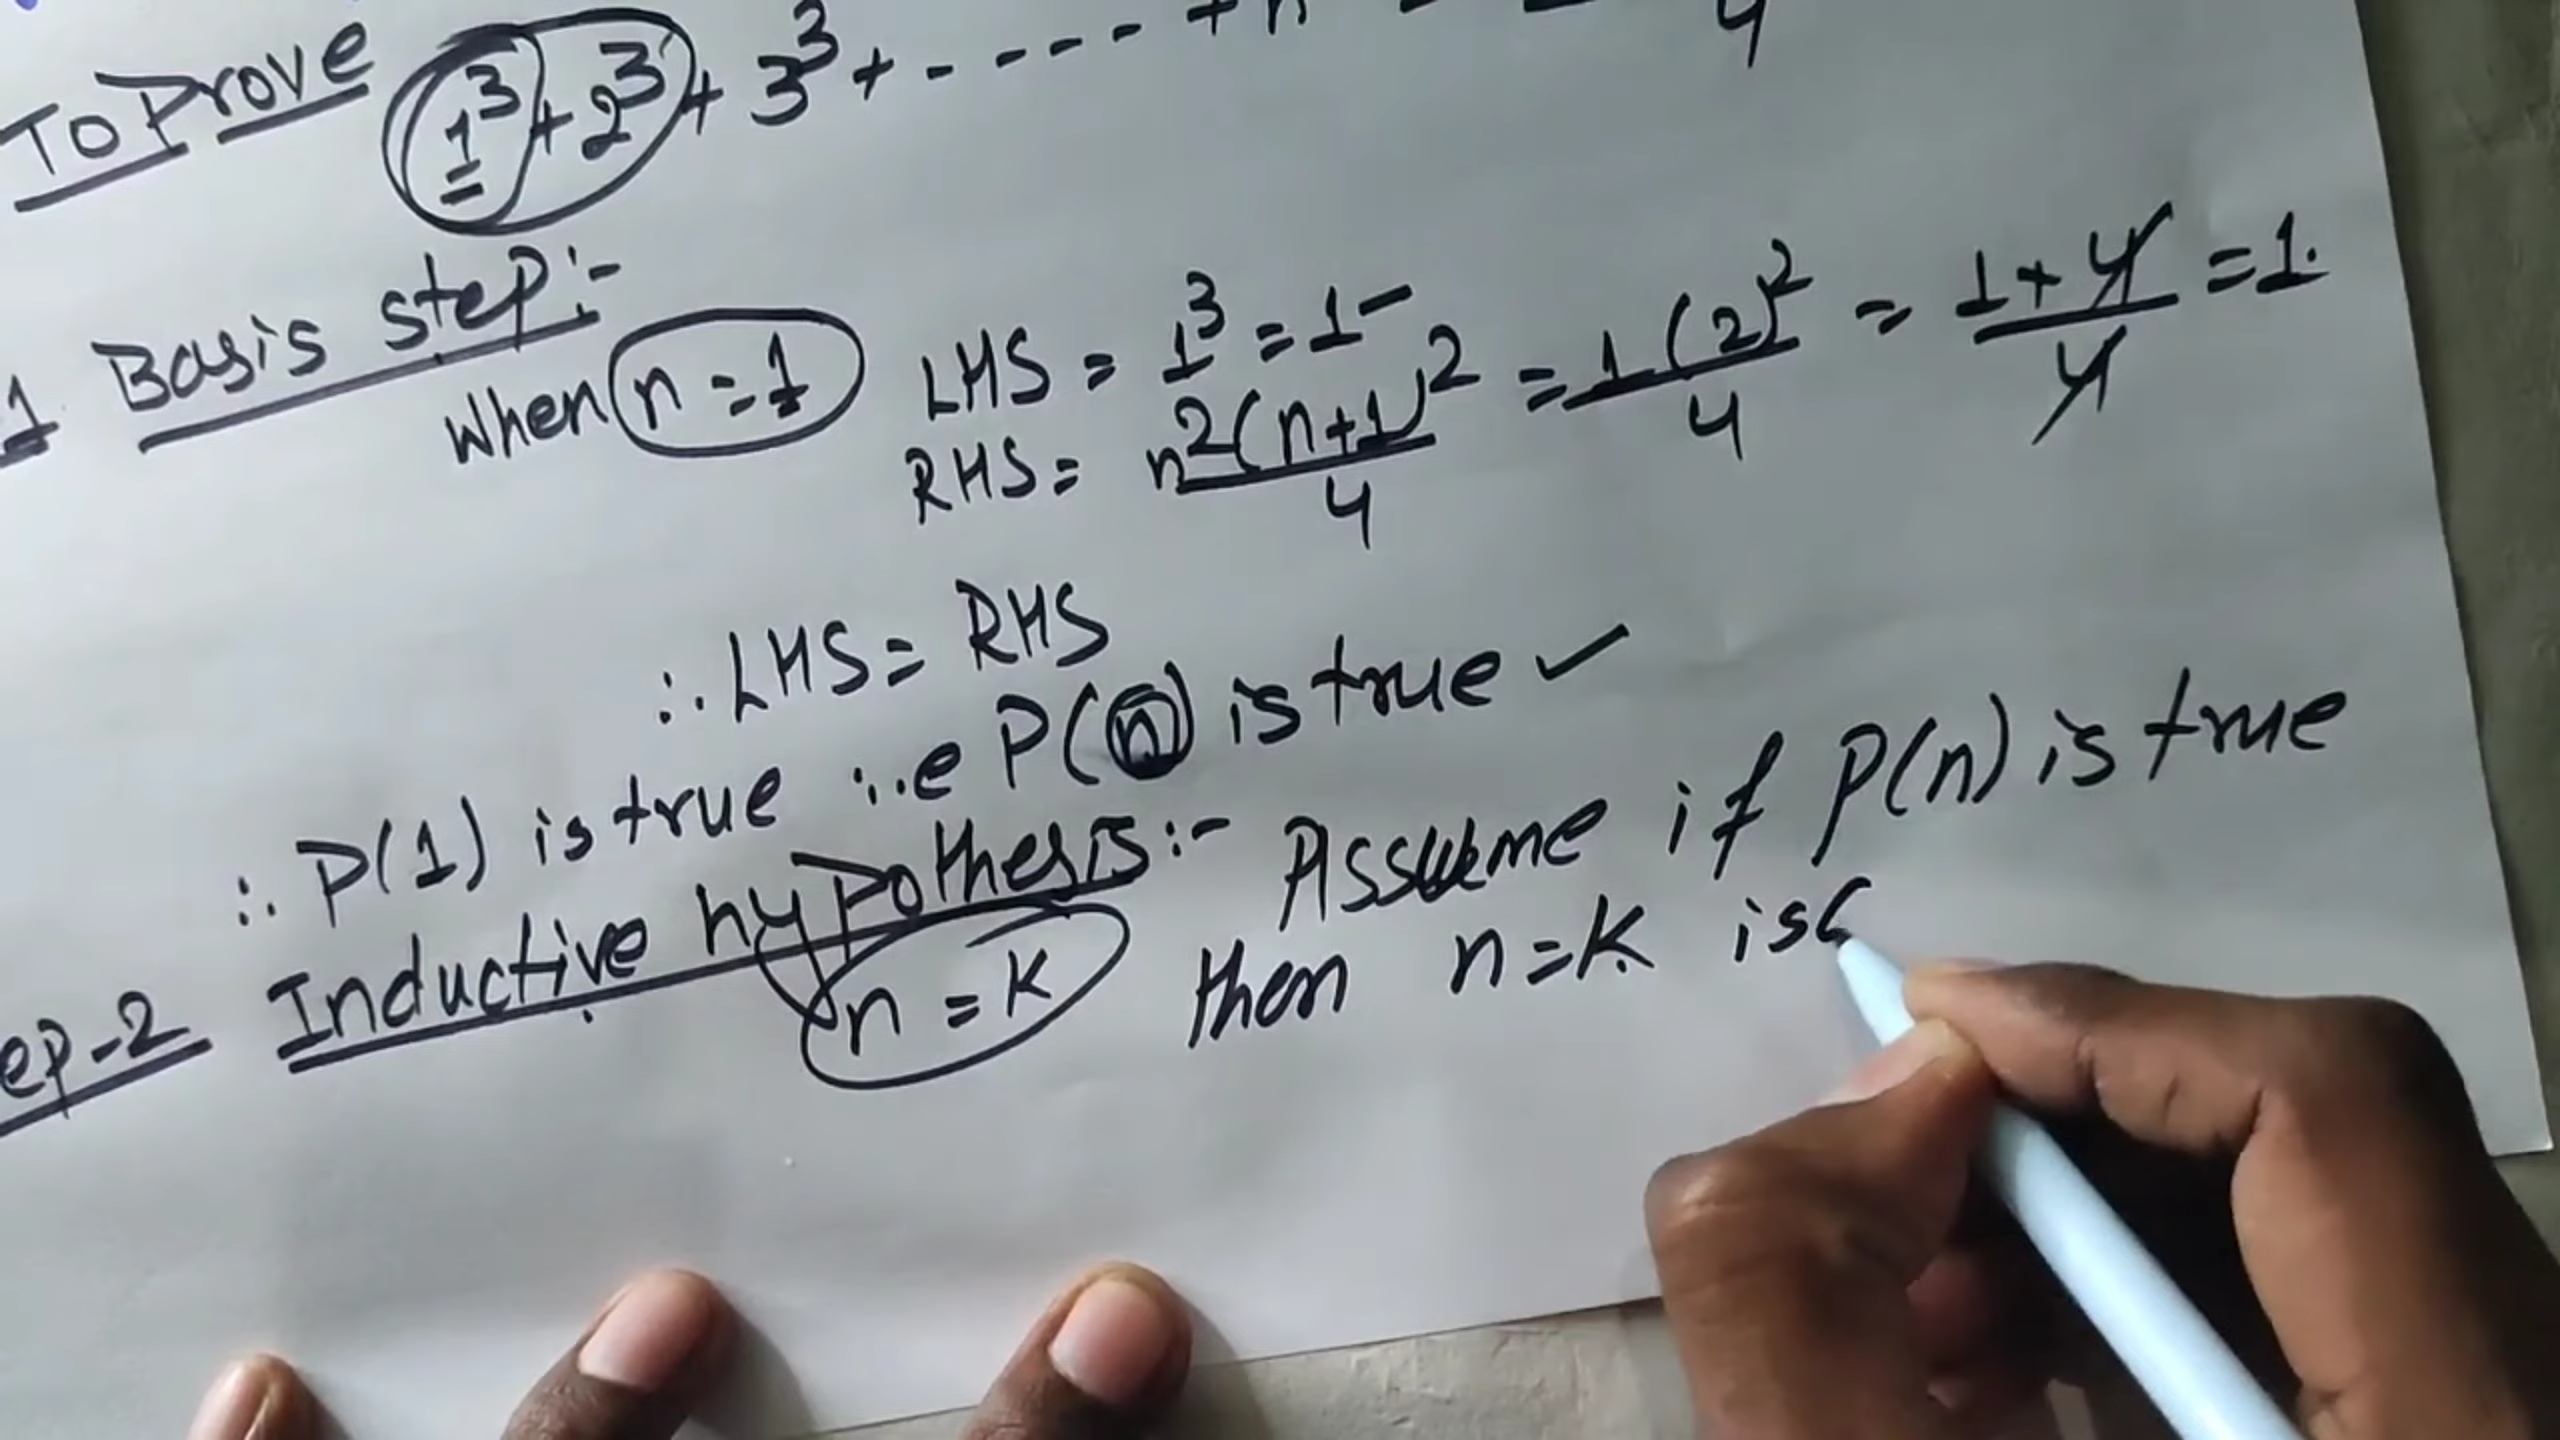 To Prove 1³ + 2³ + 3³ + - - - - - + n
4
1 Basis step :-
when n = 1 LHS = 1³ = 1
RHS = n²(n+1)²/4 = 1(2)²/4 = 1+4/4 = 1.
∴ LHS = RHS
∴ P(1) is true i.e P(n) is true ✓
ep-2 Inductive hypothesis :- Assume if P(n) is true
n = K then n = K is